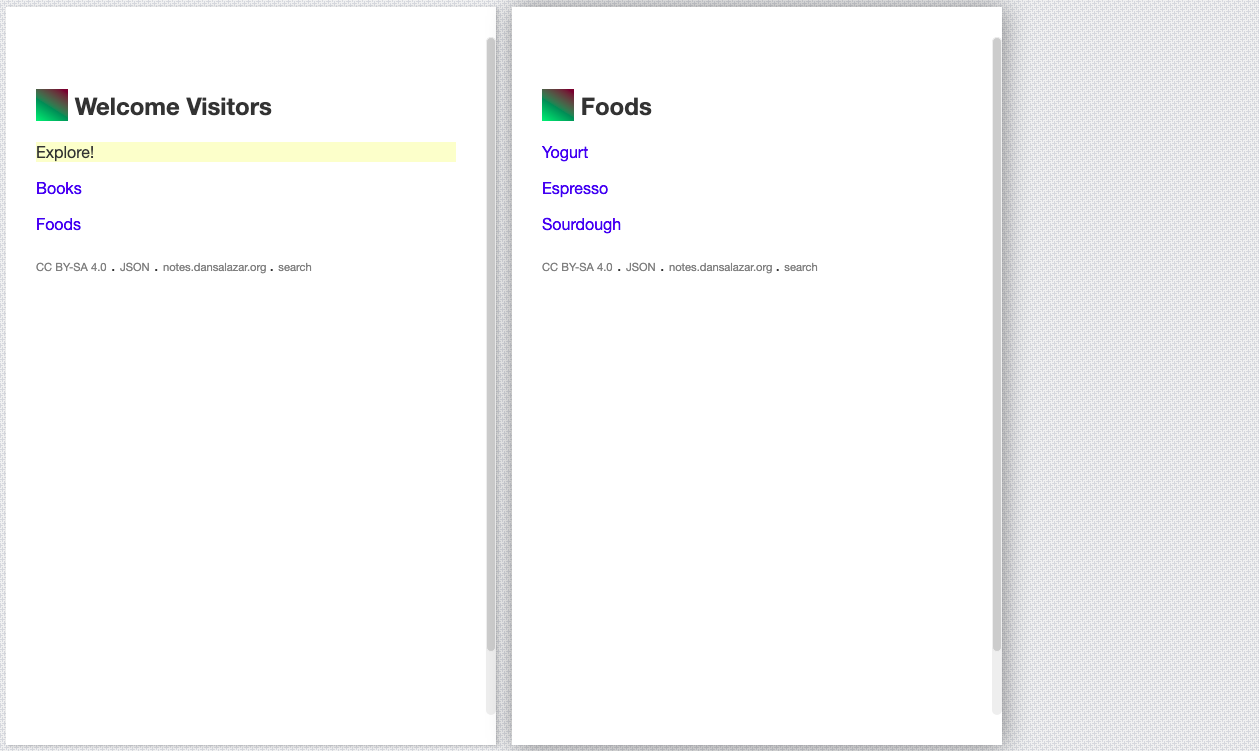 Welcome Visitors
Explore!
Books
Foods
CC BY-SA 4.0 . JSON . notes.dansalazar.org . search
Foods
Yogurt
Espresso
Sourdough
CC BY-SA 4.0 . JSON . notes.dansalazar.org . search